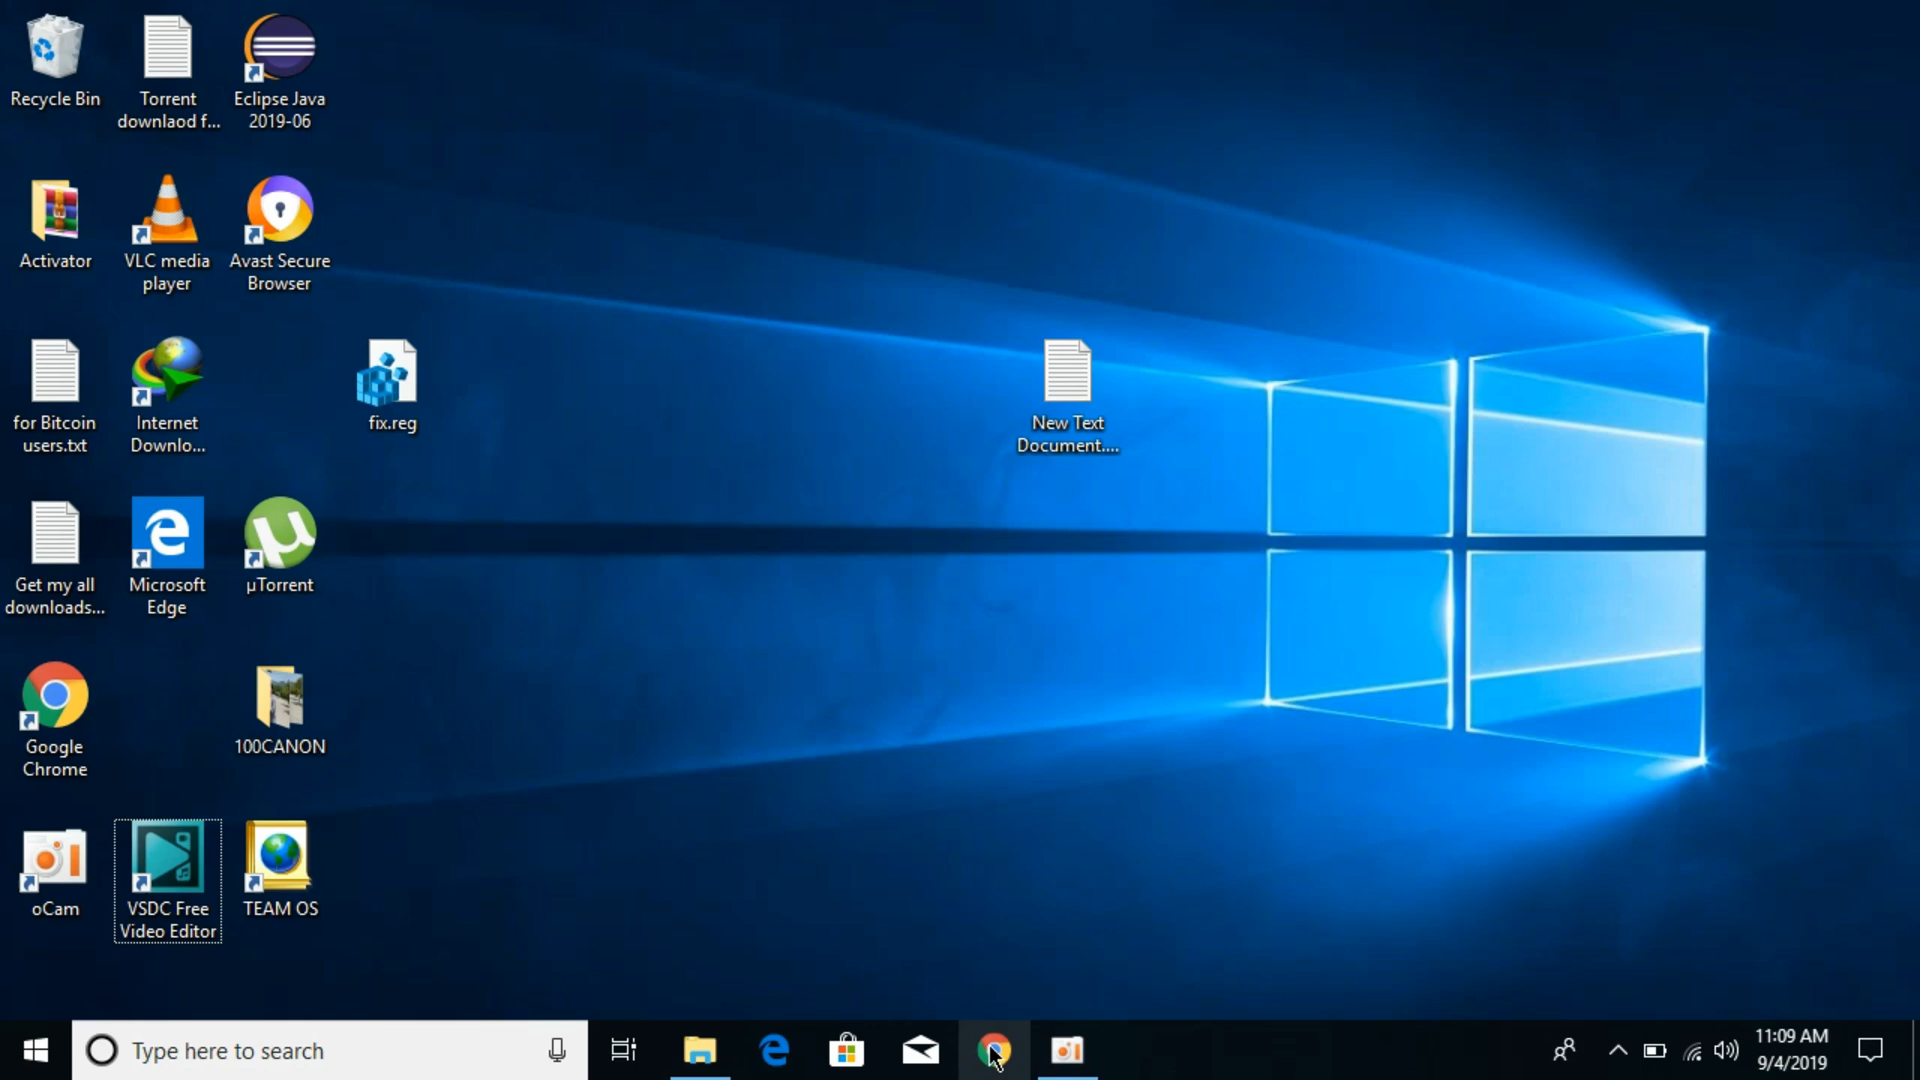 Recycle Bin
Torrent
downlaod f...
Eclipse Java
2019-06
Activator
VLC media
player
Avast Secure
Browser
for Bitcoin
users.txt
Internet
Downlo...
fix.reg
New Text
Document....
Get my all
downloads...
Microsoft
Edge
µTorrent
Google
Chrome
100CANON
oCam
VSDC Free
Video Editor
TEAM OS
Type here to search
11:09 AM
9/4/2019